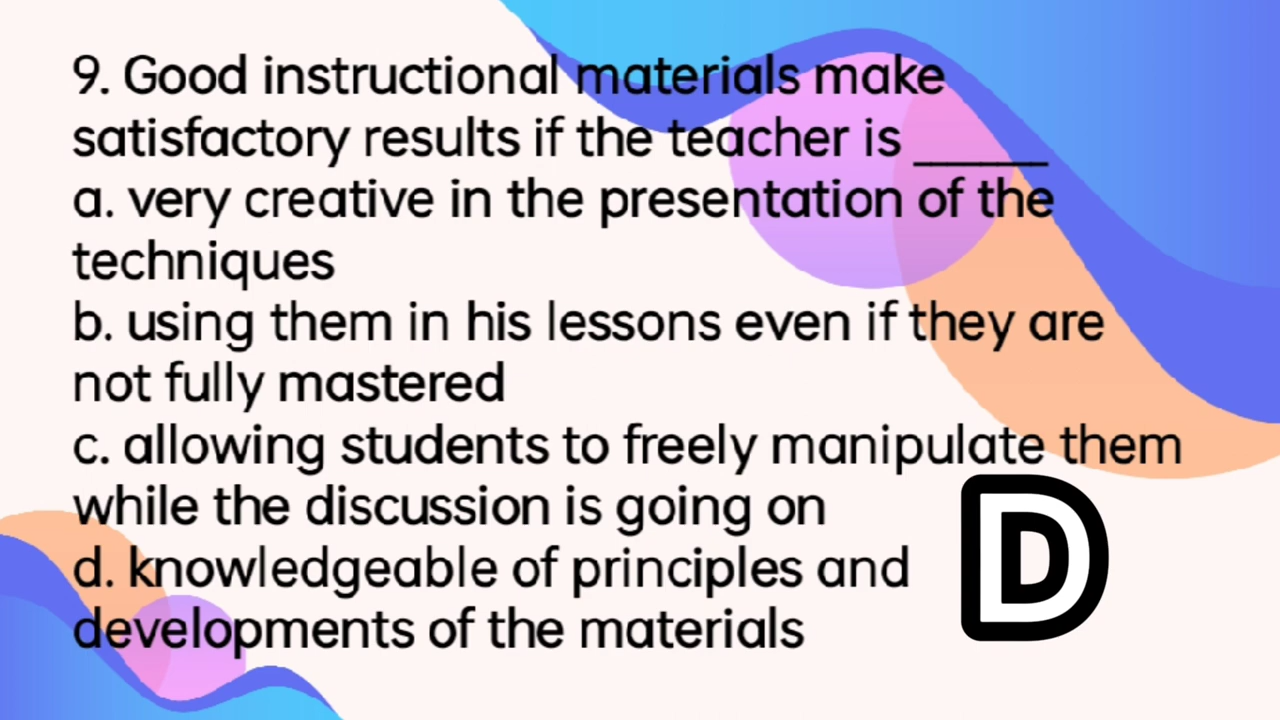 9. Good instructional materials make
satisfactory results if the teacher is ______
a. very creative in the presentation of the
techniques
b. using them in his lessons even if they are
not fully mastered
c. allowing students to freely manipulate them
while the discussion is going on
d. knowledgeable of principles and
developments of the materials
D